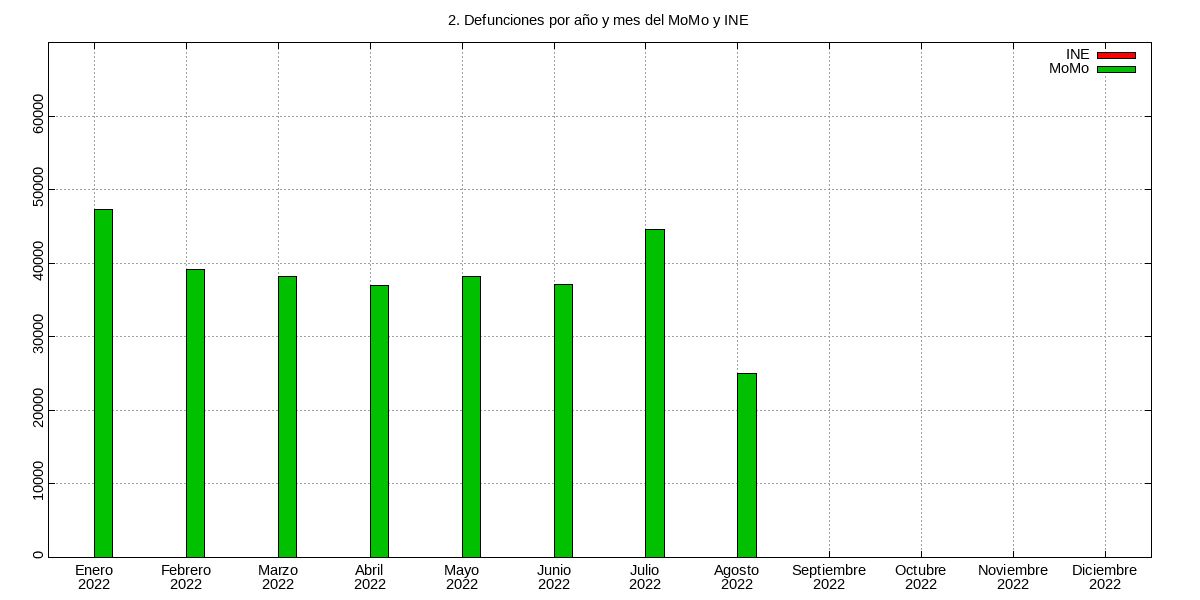 2. Defunciones por año y mes del MoMo y INE
INE
MoMo
60000
50000
40000
30000
20000
10000
0
Enero Febrero Marzo Abril Mayo Junio Julio Agosto Septiembre Octubre Noviembre Diciembre
2022 2022 2022 2022 2022 2022 2022 2022 2022 2022 2022 2022